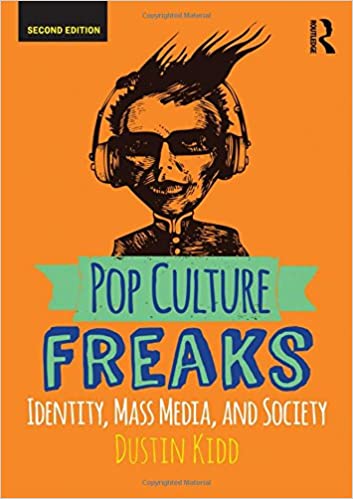 SECOND EDITION
ROUTLEDGE
POP CULTURE
FREAKS
IDENTITY, MASS MEDIA, AND SOCIETY
DUSTIN KIDD